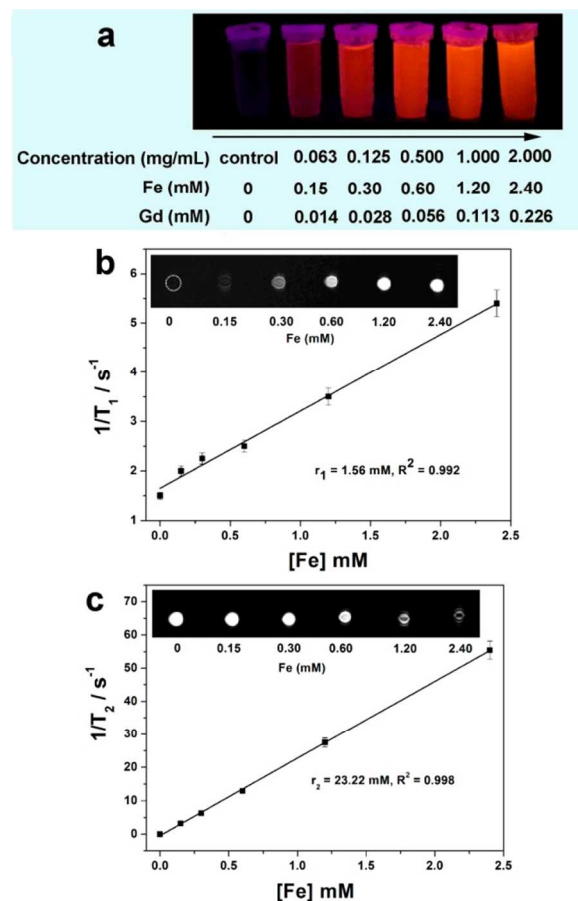 a
Concentration (mg/mL) control 0.063 0.125 0.500 1.000 2.000
Fe (mM) 0 0.15 0.30 0.60 1.20 2.40
Gd (mM) 0 0.014 0.028 0.056 0.113 0.226
b
0 0.15 0.30 0.60 1.20 2.40
Fe (mM)
6
5
4
3
2
1
1/T₁ / s⁻¹
r₁ = 1.56 mM, R² = 0.992
0.0 0.5 1.0 1.5 2.0 2.5
[Fe] mM
c
0 0.15 0.30 0.60 1.20 2.40
Fe (mM)
70
60
50
40
30
20
10
0
1/T₂ / s⁻¹
r₂ = 23.22 mM, R² = 0.998
0.0 0.5 1.0 1.5 2.0 2.5
[Fe] mM